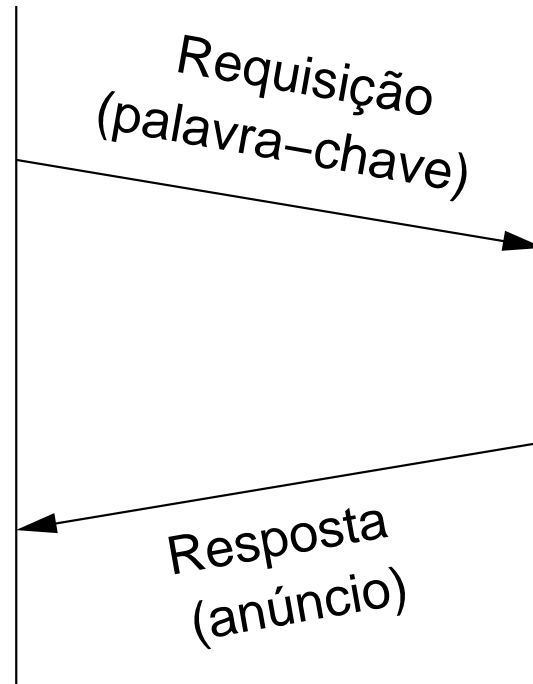 Requisição
(palavra–chave)
Resposta
(anúncio)